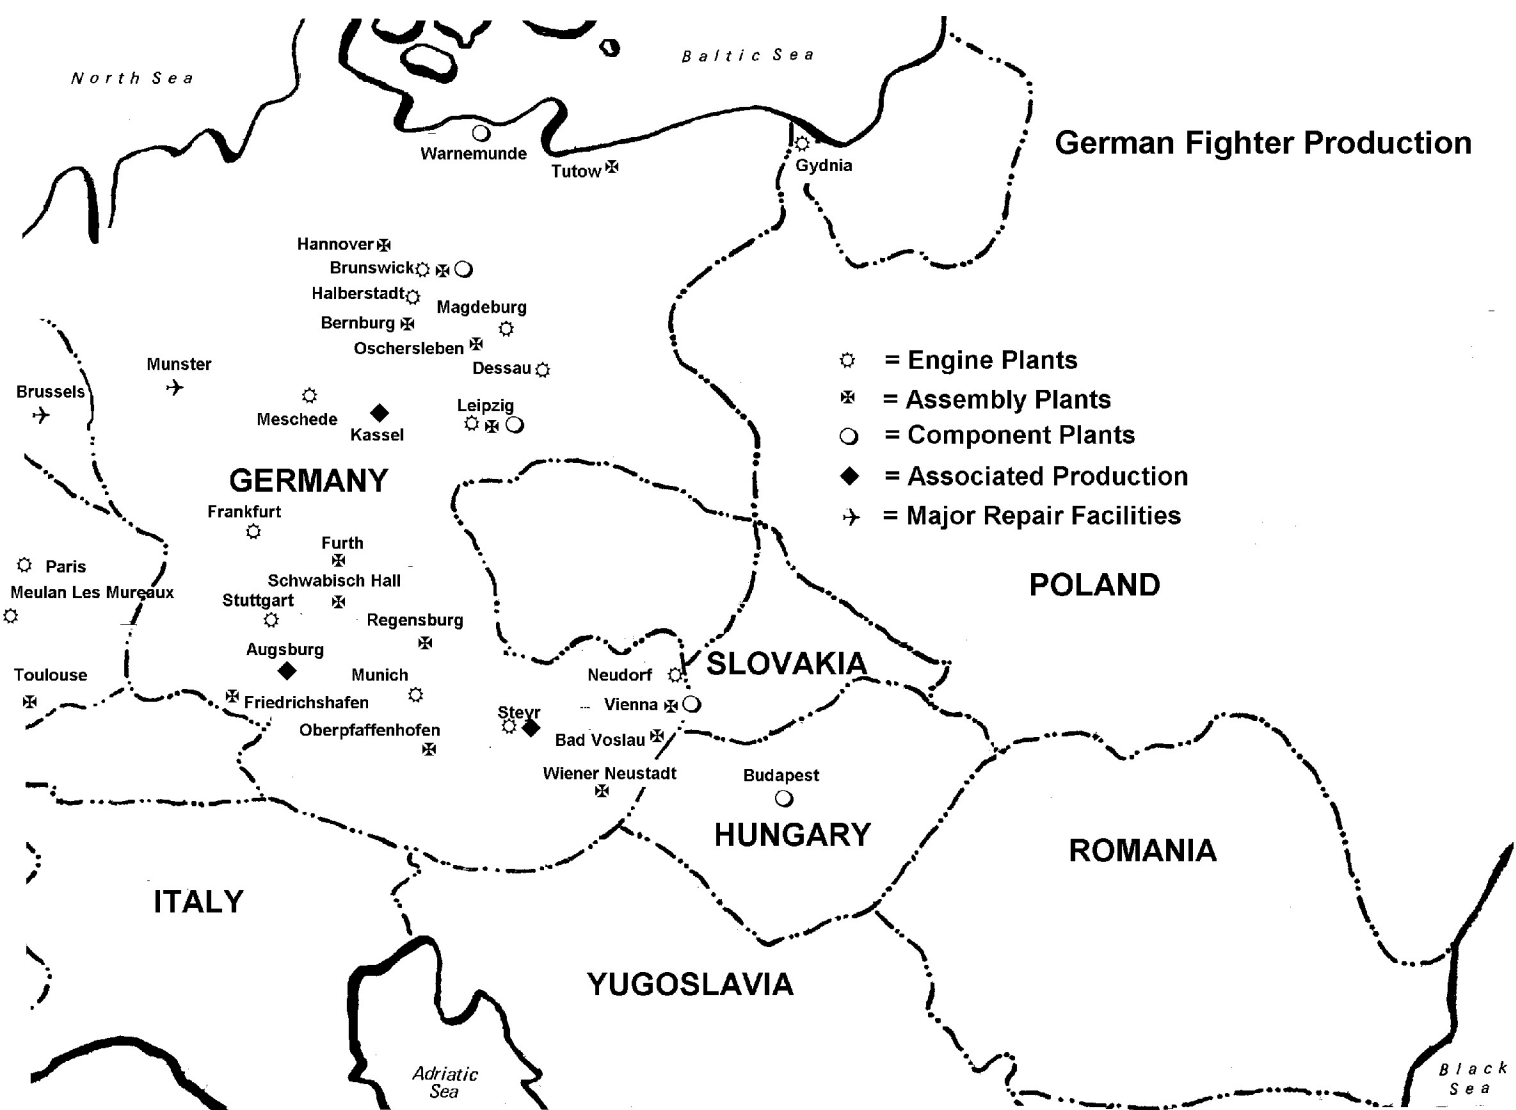 North Sea
Baltic Sea
German Fighter Production
Warnemunde
Tutow
Gydnia
Hannover
Brunswick
Halberstadt
Magdeburg
Bernburg
Oschersleben
Dessau
Munster
Brussels
Meschede
Kassel
Leipzig
= Engine Plants
= Assembly Plants
= Component Plants
= Associated Production
= Major Repair Facilities
GERMANY
Frankfurt
Furth
Paris
Schwabisch Hall
Meulan Les Mureaux
Stuttgart
Regensburg
POLAND
Augsburg
Munich
Neudorf
SLOVAKIA
Toulouse
Friedrichshafen
Vienna
Steyr
Oberpfaffenhofen
Bad Voslau
Wiener Neustadt
Budapest
HUNGARY
ROMANIA
ITALY
YUGOSLAVIA
Adriatic
Sea
Black
Sea